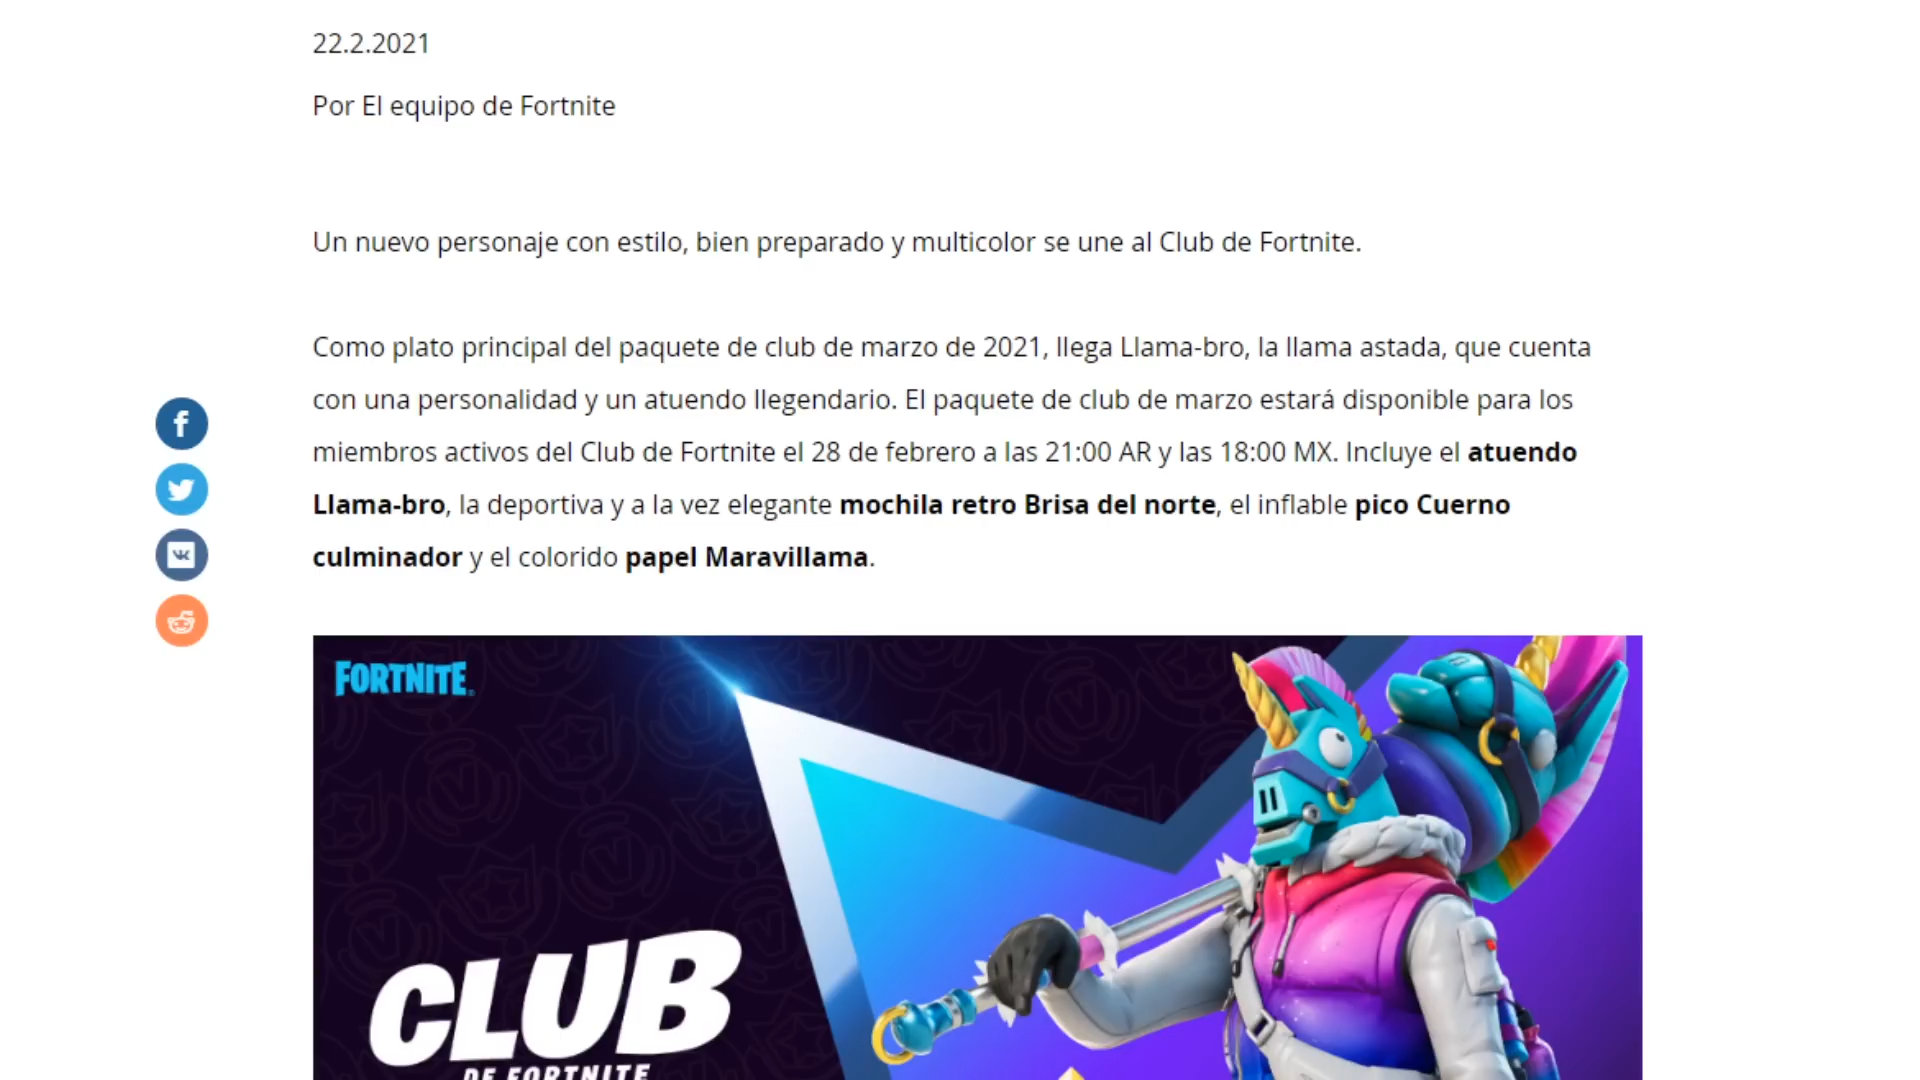 22.2.2021
Por El equipo de Fortnite
Un nuevo personaje con estilo, bien preparado y multicolor se une al Club de Fortnite.
Como plato principal del paquete de club de marzo de 2021, llega Llama-bro, la llama astada, que cuenta
con una personalidad y un atuendo llegendario. El paquete de club de marzo estará disponible para los
miembros activos del Club de Fortnite el 28 de febrero a las 21:00 AR y las 18:00 MX. Incluye el atuendo
Llama-bro, la deportiva y a la vez elegante mochila retro Brisa del norte, el inflable pico Cuerno
culminador y el colorido papel Maravillama.
FORTNITE
CLUB
DE FORTNITE